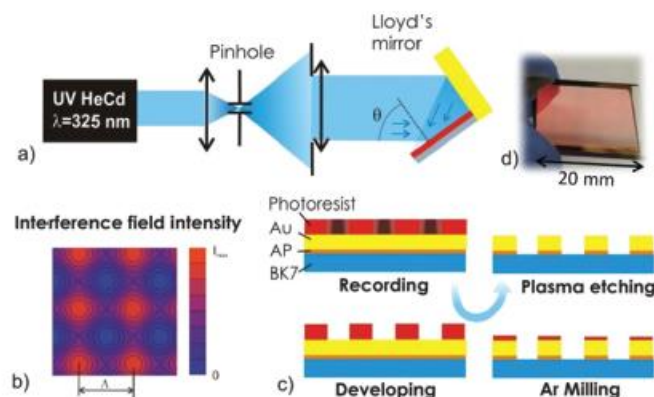 Lloyd's
mirror
Pinhole
UV HeCd
λ=325 nm
θ
a)
d)
20 mm
Interference field intensity
Photoresist
Au
AP
BK7
Recording
Plasma etching
0
Λ
b)
c)
Developing
Ar Milling